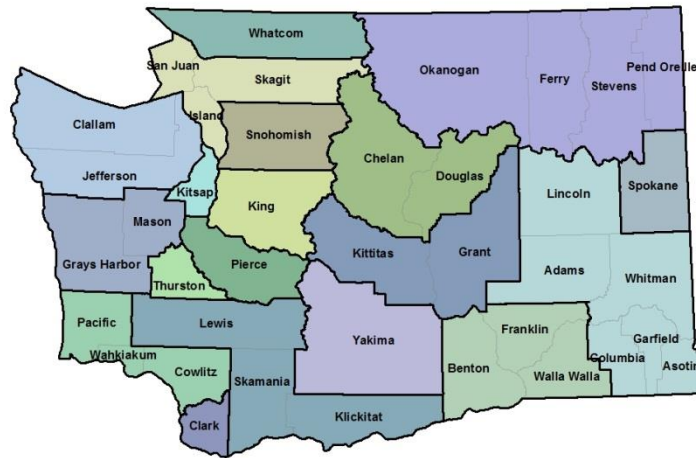 Whatcom
San Juan
Skagit
Okanogan
Ferry
Stevens
Pend Oreille
Island
Clallam
Snohomish
Chelan
Douglas
Jefferson
Kitsap
King
Lincoln
Spokane
Mason
Grays Harbor
Pierce
Kittitas
Grant
Adams
Whitman
Thurston
Pacific
Lewis
Yakima
Franklin
Garfield
Wahkiakum
Cowlitz
Skamania
Benton
Columbia
Asotin
Walla Walla
Clark
Klickitat